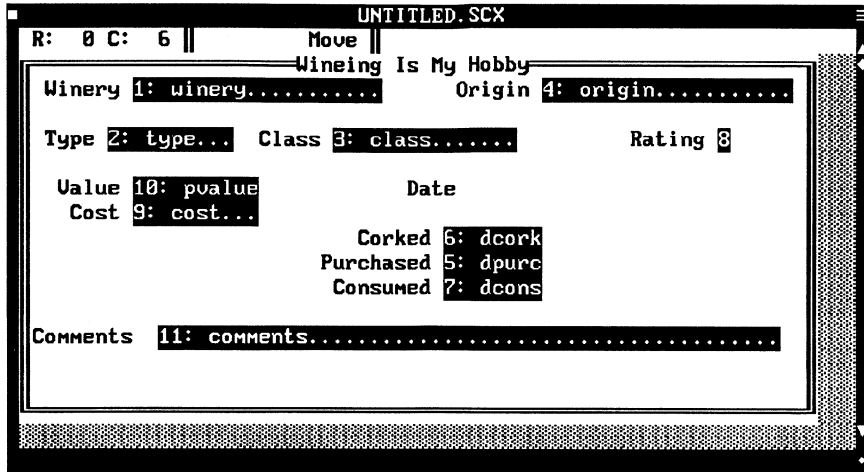 UNTITLED.SCX
R: 0 C: 6 Move
Wineing Is My Hobby
Winery 1: winery........... Origin 4: origin...........
Type 2: type... Class 3: class....... Rating 8
Value 10: pvalue Date
Cost 9: cost...
Corked 6: dcork
Purchased 5: dpurc
Consumed 7: dcons
Comments 11: comments......................................